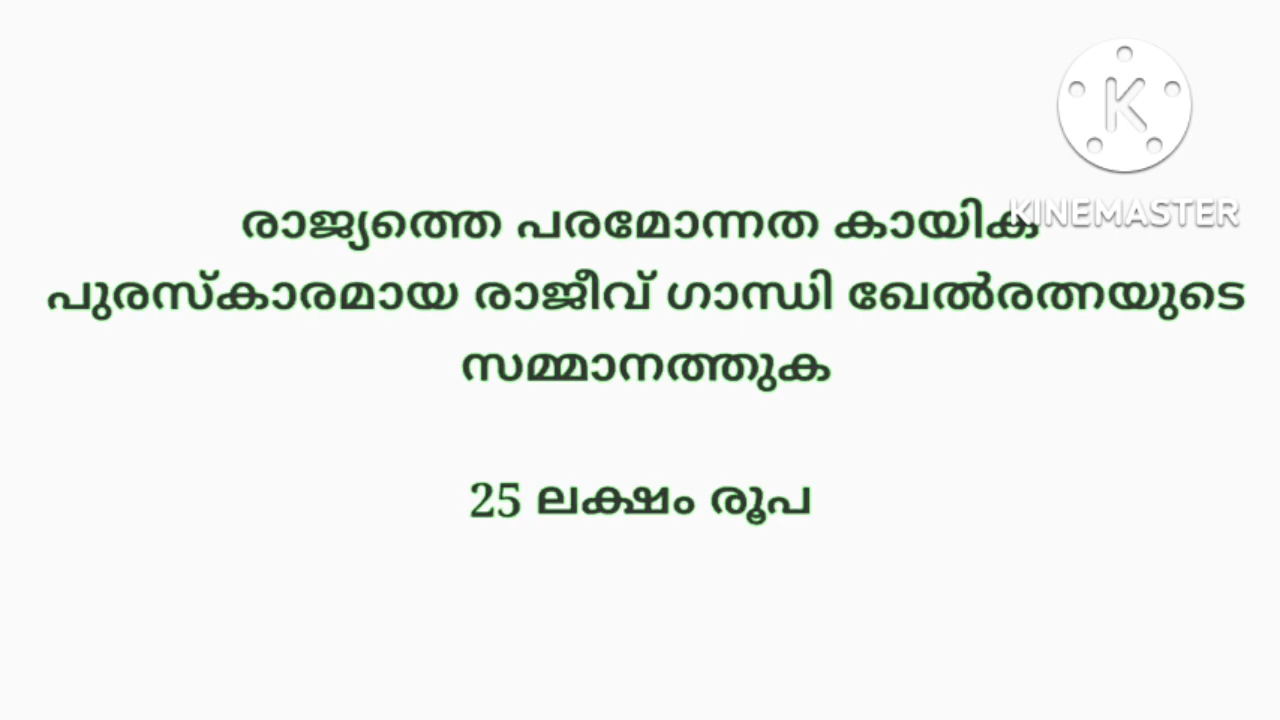 KINEMASTER
രാജ്യത്തെ പരമോന്നത കായിക
പുരസ്കാരമായ രാജീവ് ഗാന്ധി ഖേൽരത്നയുടെ
സമ്മാനത്തുക
25 ലക്ഷം രൂപ